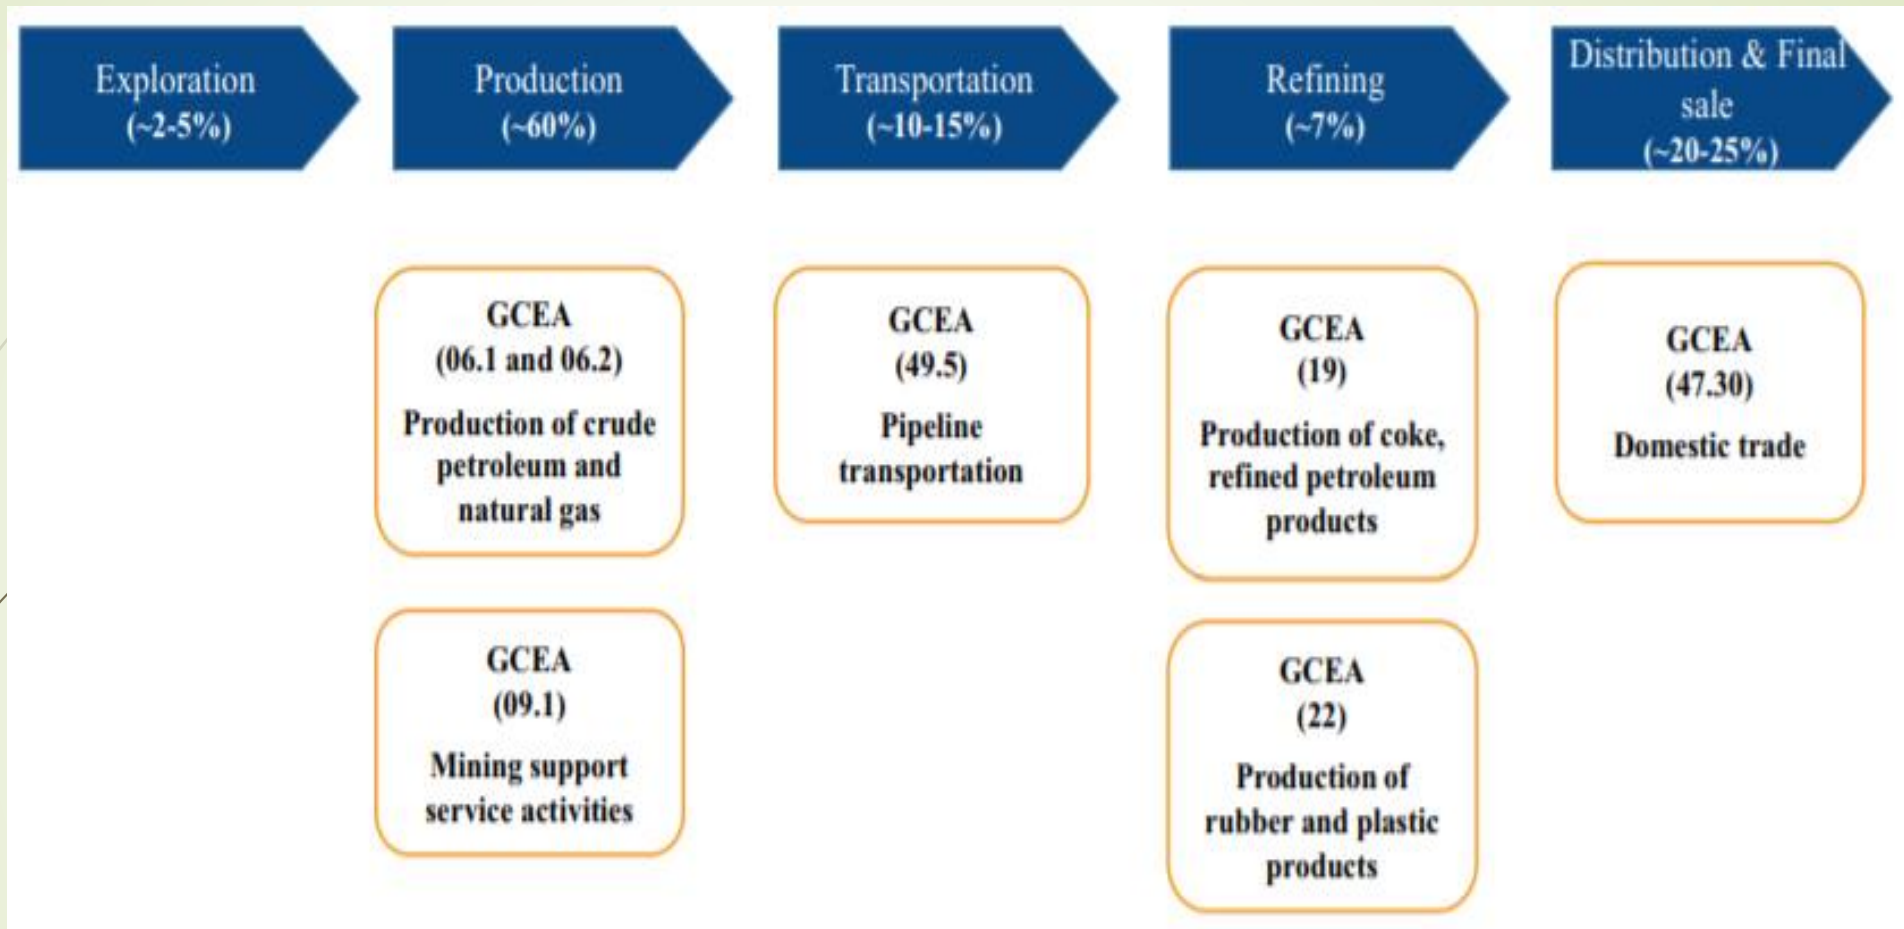 Exploration
(~2-5%)
Production
(~60%)
Transportation
(~10-15%)
Refining
(~7%)
Distribution & Final
sale
(~20-25%)
GCEA
(06.1 and 06.2)
Production of crude
petroleum and
natural gas
GCEA
(09.1)
Mining support
service activities
GCEA
(49.5)
Pipeline
transportation
GCEA
(19)
Production of coke,
refined petroleum
products
GCEA
(22)
Production of
rubber and plastic
products
GCEA
(47.30)
Domestic trade